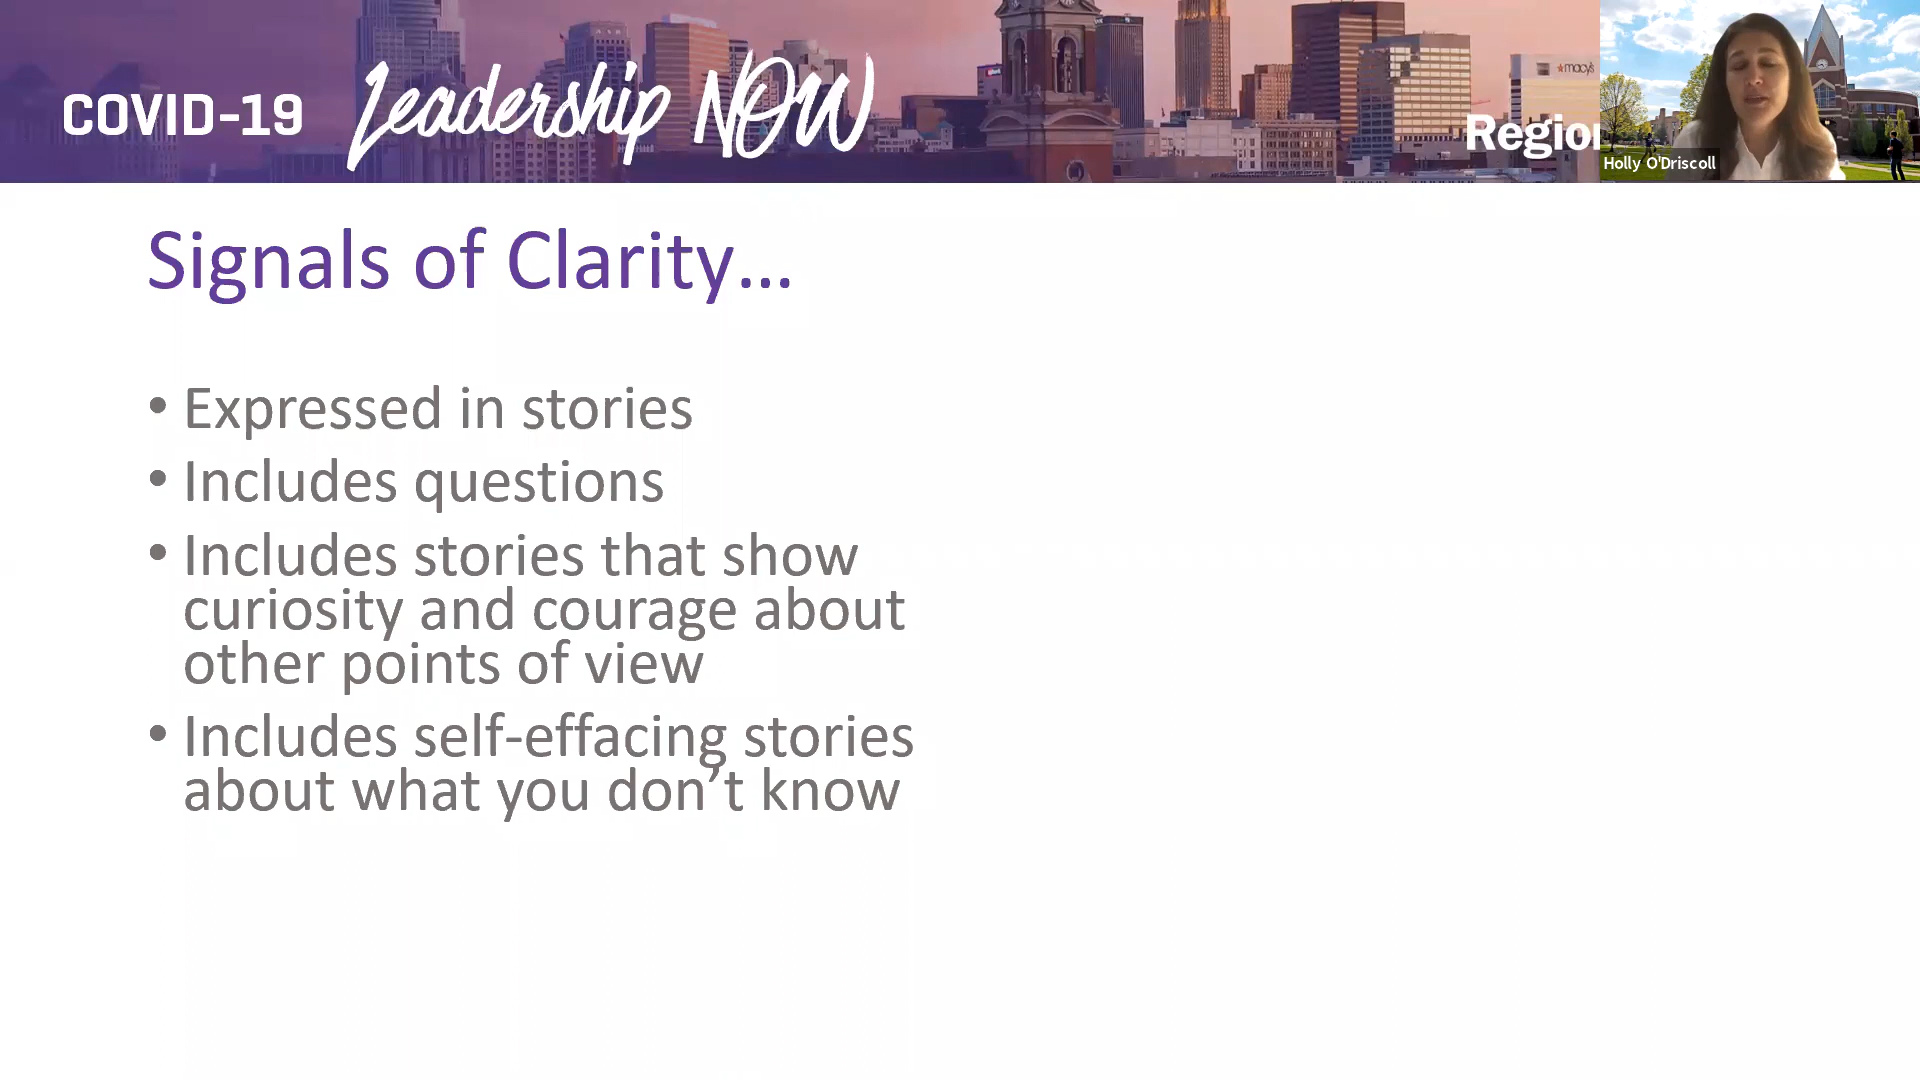 COVID-19 Leadership NOW
macy's
Regio
Holly O'Driscoll
Signals of Clarity...
• Expressed in stories
• Includes questions
• Includes stories that show
curiosity and courage about
other points of view
• Includes self-effacing stories
about what you don't know